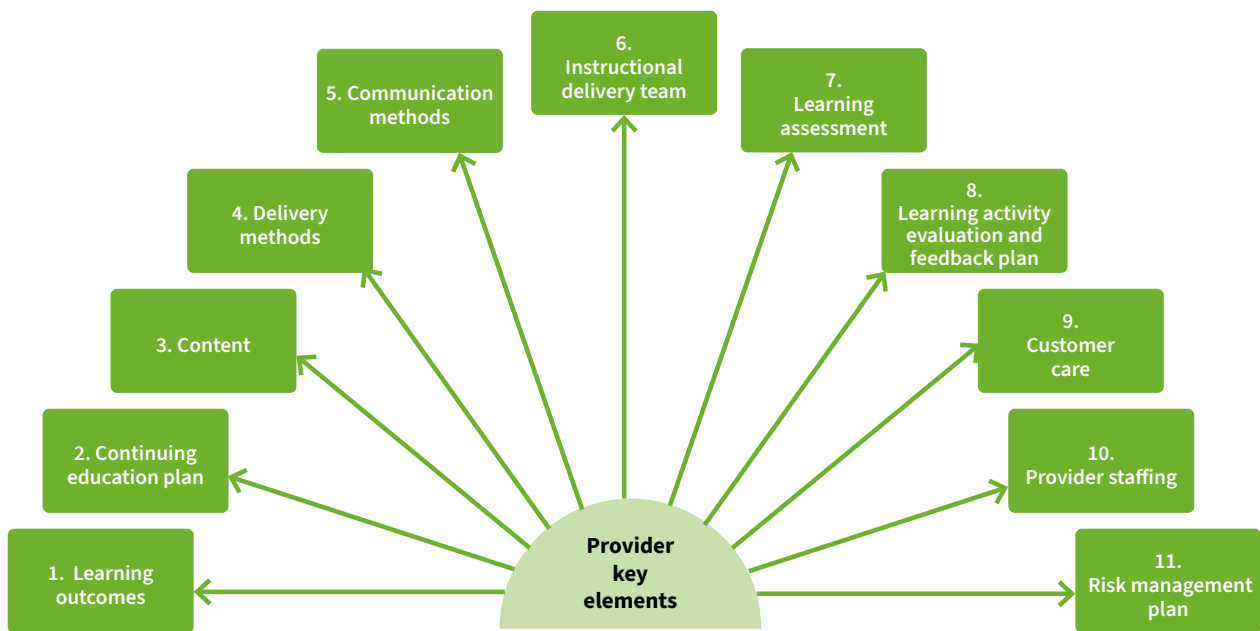 6.
Instructional
delivery team
5. Communication
methods
7.
Learning
assessment
4. Delivery
methods
8.
Learning activity
evaluation and
feedback plan
3. Content
9.
Customer
care
2. Continuing
education plan
10.
Provider staffing
1. Learning
outcomes
Provider
key
elements
11.
Risk management
plan